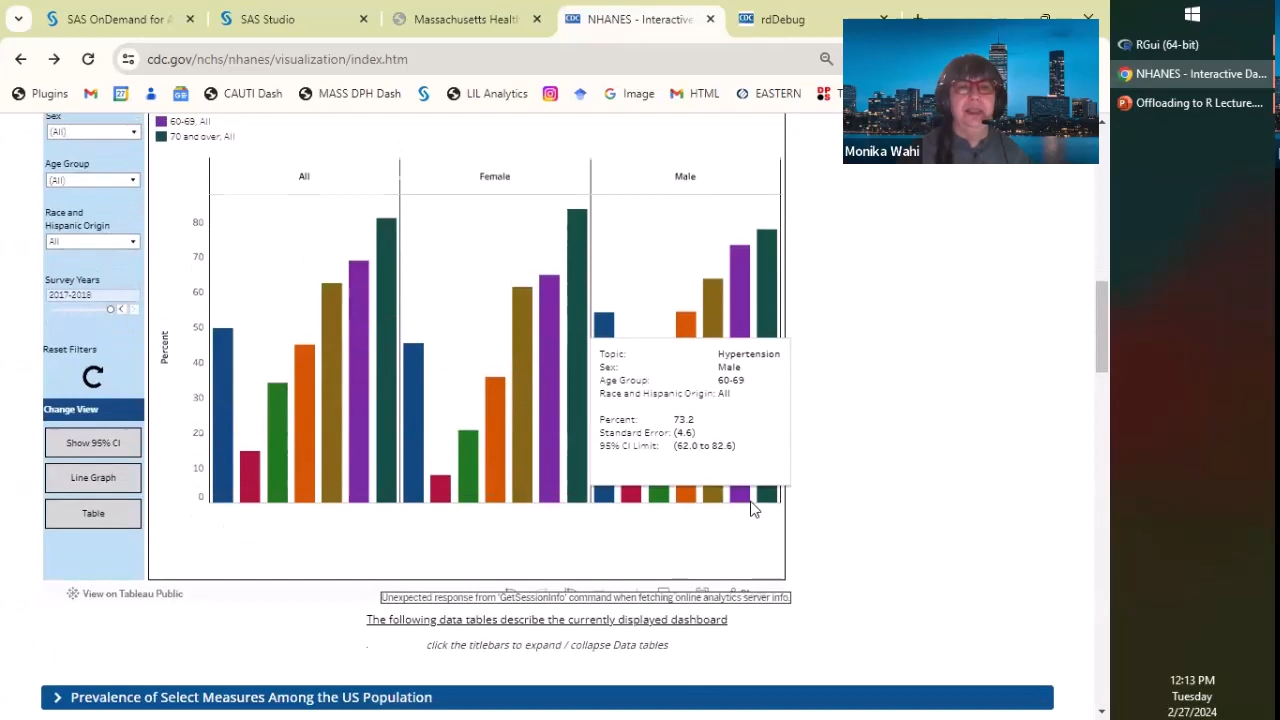 SAS OnDemand for A
SAS Studio
Massachusetts Healt
NHANES - Interactive
rdDebug
RGui (64-bit)
cdc.gov/nchs/nhanes/visualization/index.htm
NHANES - Interactive Da...
Plugins
CAUTI Dash
MASS DPH Dash
LIL Analytics
Image
HTML
EASTERN
Offloading to R Lecture....
Monika Wahi
Sex
(All)
60-69, All
70 and over, All
Age Group
(All)
Race and
Hispanic Origin
All
Survey Years
2017-2018
Reset Filters
Change View
Show 95% CI
Line Graph
Table
All
Female
Male
Percent
80
70
60
50
40
30
20
10
0
Topic: Hypertension
Sex: Male
Age Group: 60-69
Race and Hispanic Origin: All
Percent: 73.2
Standard Error: (4.6)
95% CI Limit: (62.0 to 82.6)
View on Tableau Public
Unexpected response from 'GetSessionInfo' command when fetching online analytics server info.
The following data tables describe the currently displayed dashboard
. click the titlebars to expand / collapse Data tables
Prevalence of Select Measures Among the US Population
12:13 PM
Tuesday
2/27/2024